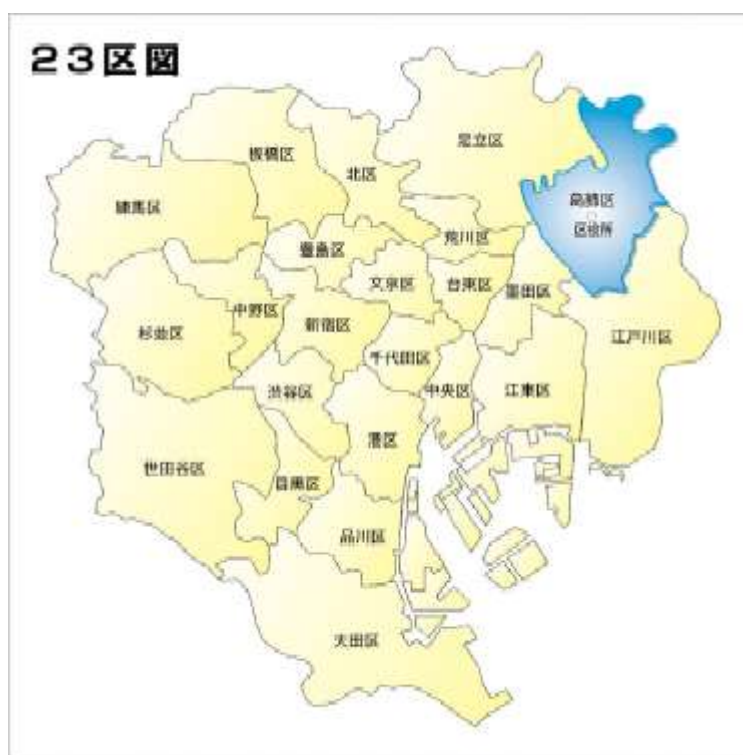 23区図
足立区
板橋区
北区
葛飾区
区役所
練馬区
荒川区
豊島区
文京区
台東区
墨田区
中野区
新宿区
杉並区
江戸川区
千代田区
渋谷区
中央区
江東区
港区
世田谷区
目黒区
品川区
大田区